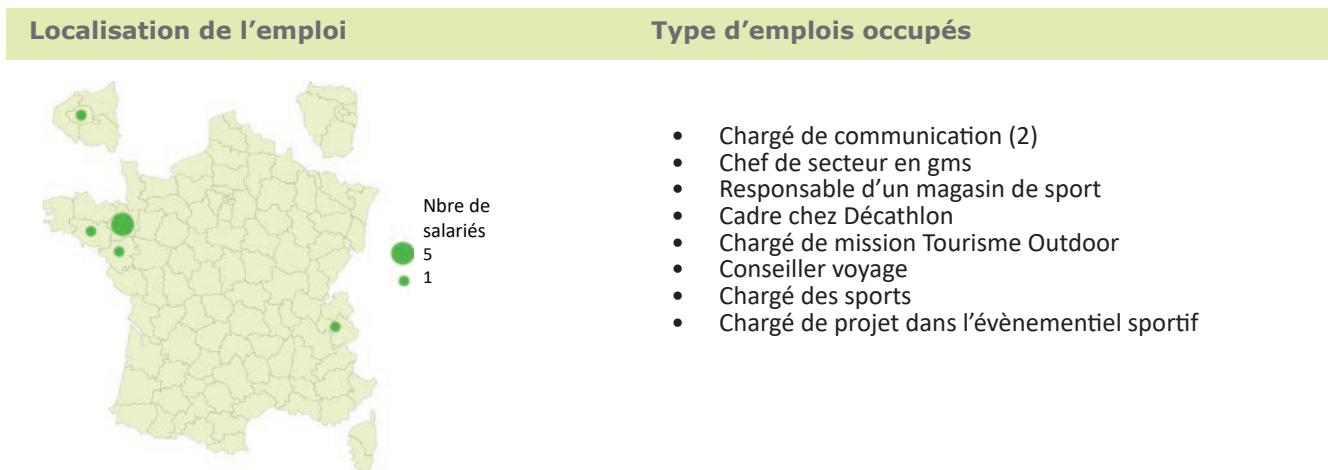 Localisation de l’emploi
Type d’emplois occupés
Nbre de
salariés
5
1
• Chargé de communication (2)
• Chef de secteur en gms
• Responsable d’un magasin de sport
• Cadre chez Décathlon
• Chargé de mission Tourisme Outdoor
• Conseiller voyage
• Chargé des sports
• Chargé de projet dans l’évènementiel sportif